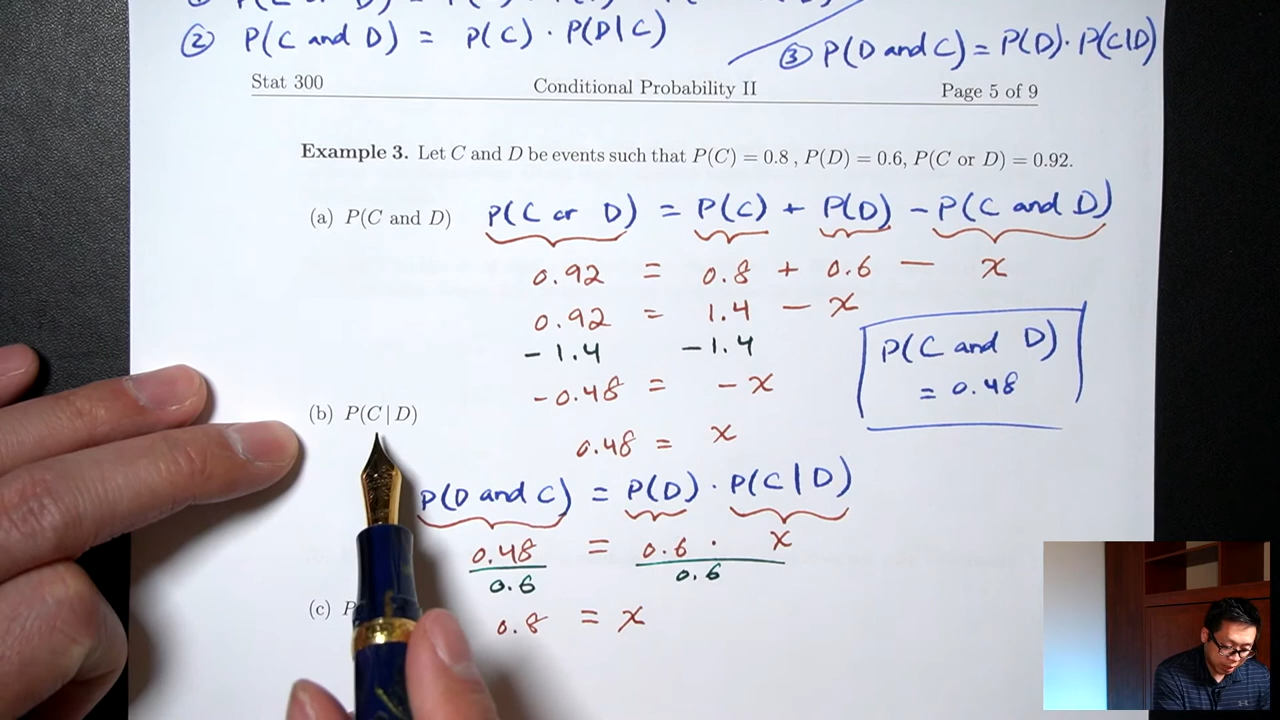 ② P(C and D) = P(C) · P(D|C)
③ P(D and C) = P(D) · P(C|D)
Stat 300 Conditional Probability II Page 5 of 9
Example 3. Let C and D be events such that P(C) = 0.8 , P(D) = 0.6, P(C or D) = 0.92.
(a) P(C and D) P(C or D) = P(C) + P(D) - P(C and D)
0.92 = 0.8 + 0.6 — x
0.92 = 1.4 — x
-1.4 -1.4
-0.48 = -x
P(C and D)
= 0.48
(b) P(C | D)
0.48 = x
P(D and C) = P(D) · P(C|D)
0.48 = 0.6 · x
0.6 0.6
(c) P
0.8 = x